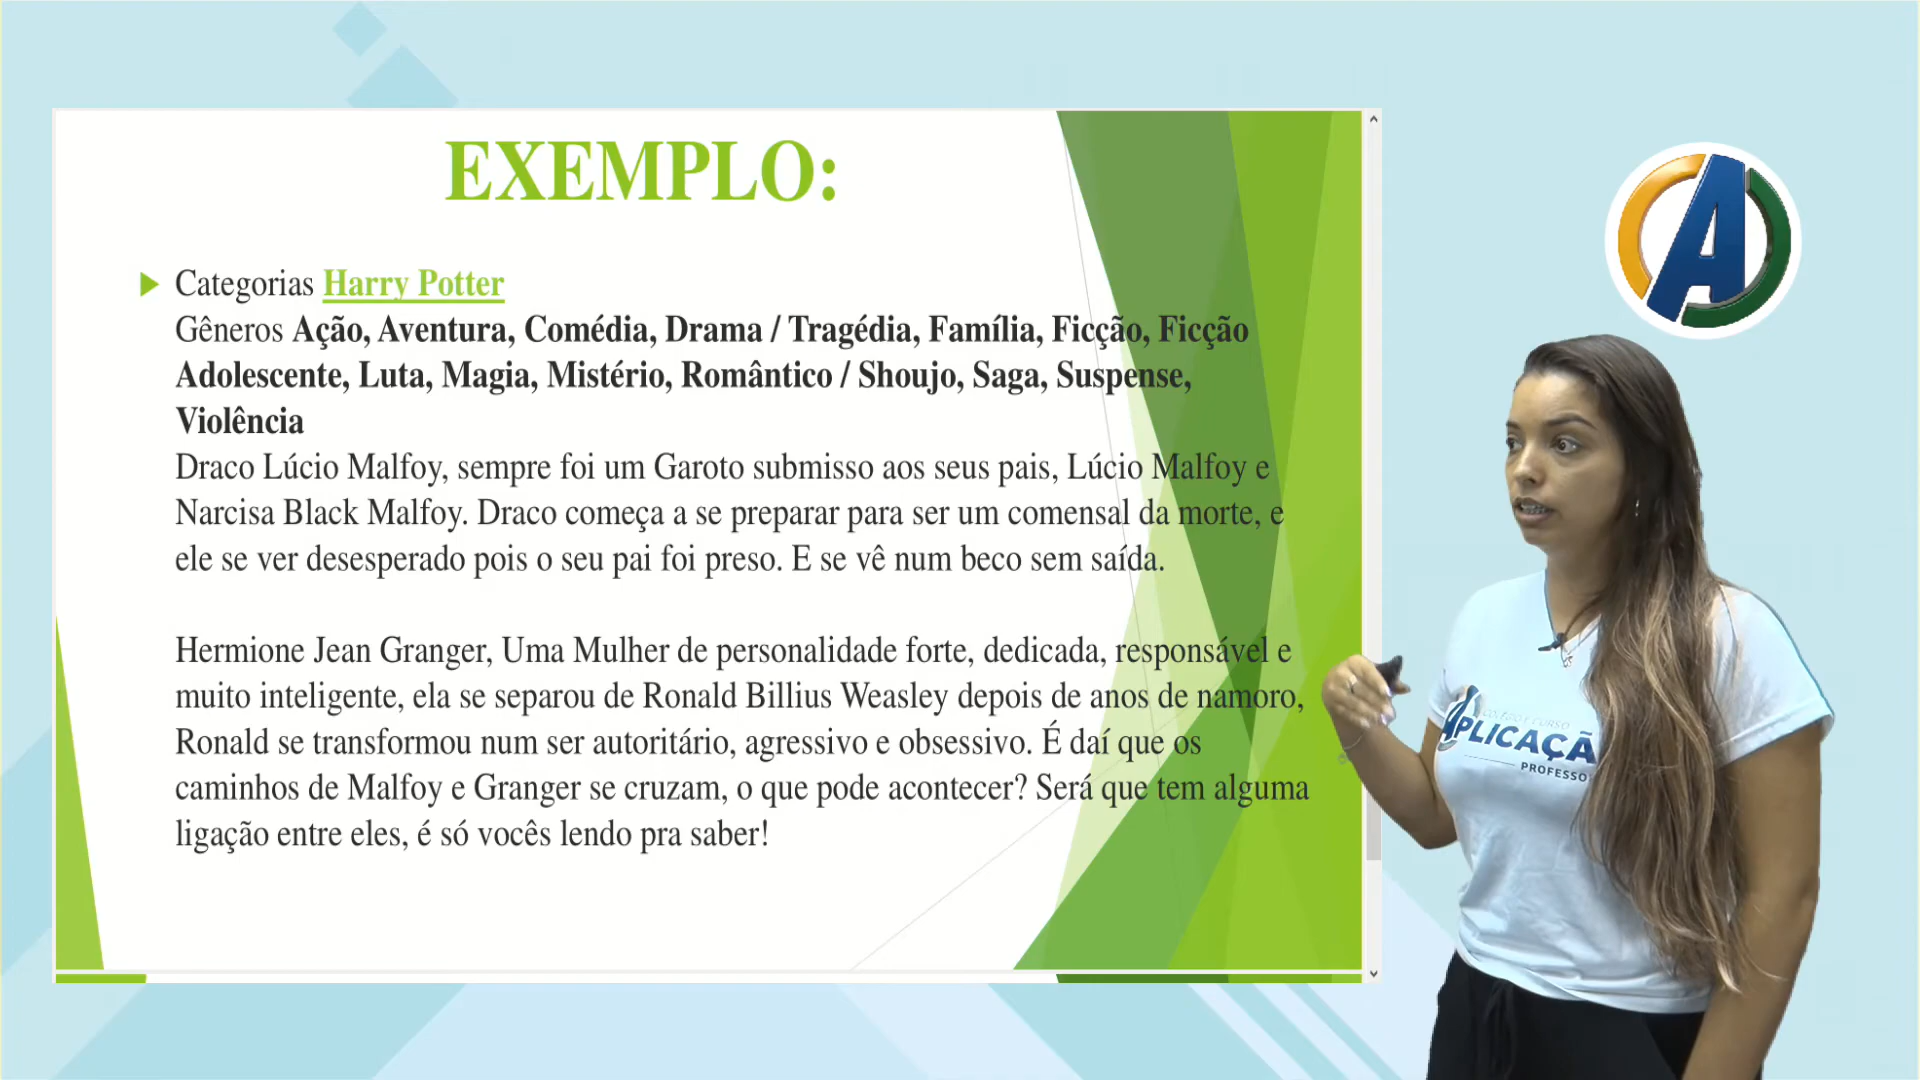 EXEMPLO:
Categorias Harry Potter
Gêneros Ação, Aventura, Comédia, Drama / Tragédia, Família, Ficção, Ficção
Adolescente, Luta, Magia, Mistério, Romântico / Shoujo, Saga, Suspense,
Violência
Draco Lúcio Malfoy, sempre foi um Garoto submisso aos seus pais, Lúcio Malfoy e
Narcisa Black Malfoy. Draco começa a se preparar para ser um comensal da morte, e
ele se ver desesperado pois o seu pai foi preso. E se vê num beco sem saída.
Hermione Jean Granger, Uma Mulher de personalidade forte, dedicada, responsável e
muito inteligente, ela se separou de Ronald Billius Weasley depois de anos de namoro,
Ronald se transformou num ser autoritário, agressivo e obsessivo. É daí que os
caminhos de Malfoy e Granger se cruzam, o que pode acontecer? Será que tem alguma
ligação entre eles, é só vocês lendo pra saber!
A
COLÉGIO E CURSO
APLICAÇÃ
PROFESSO